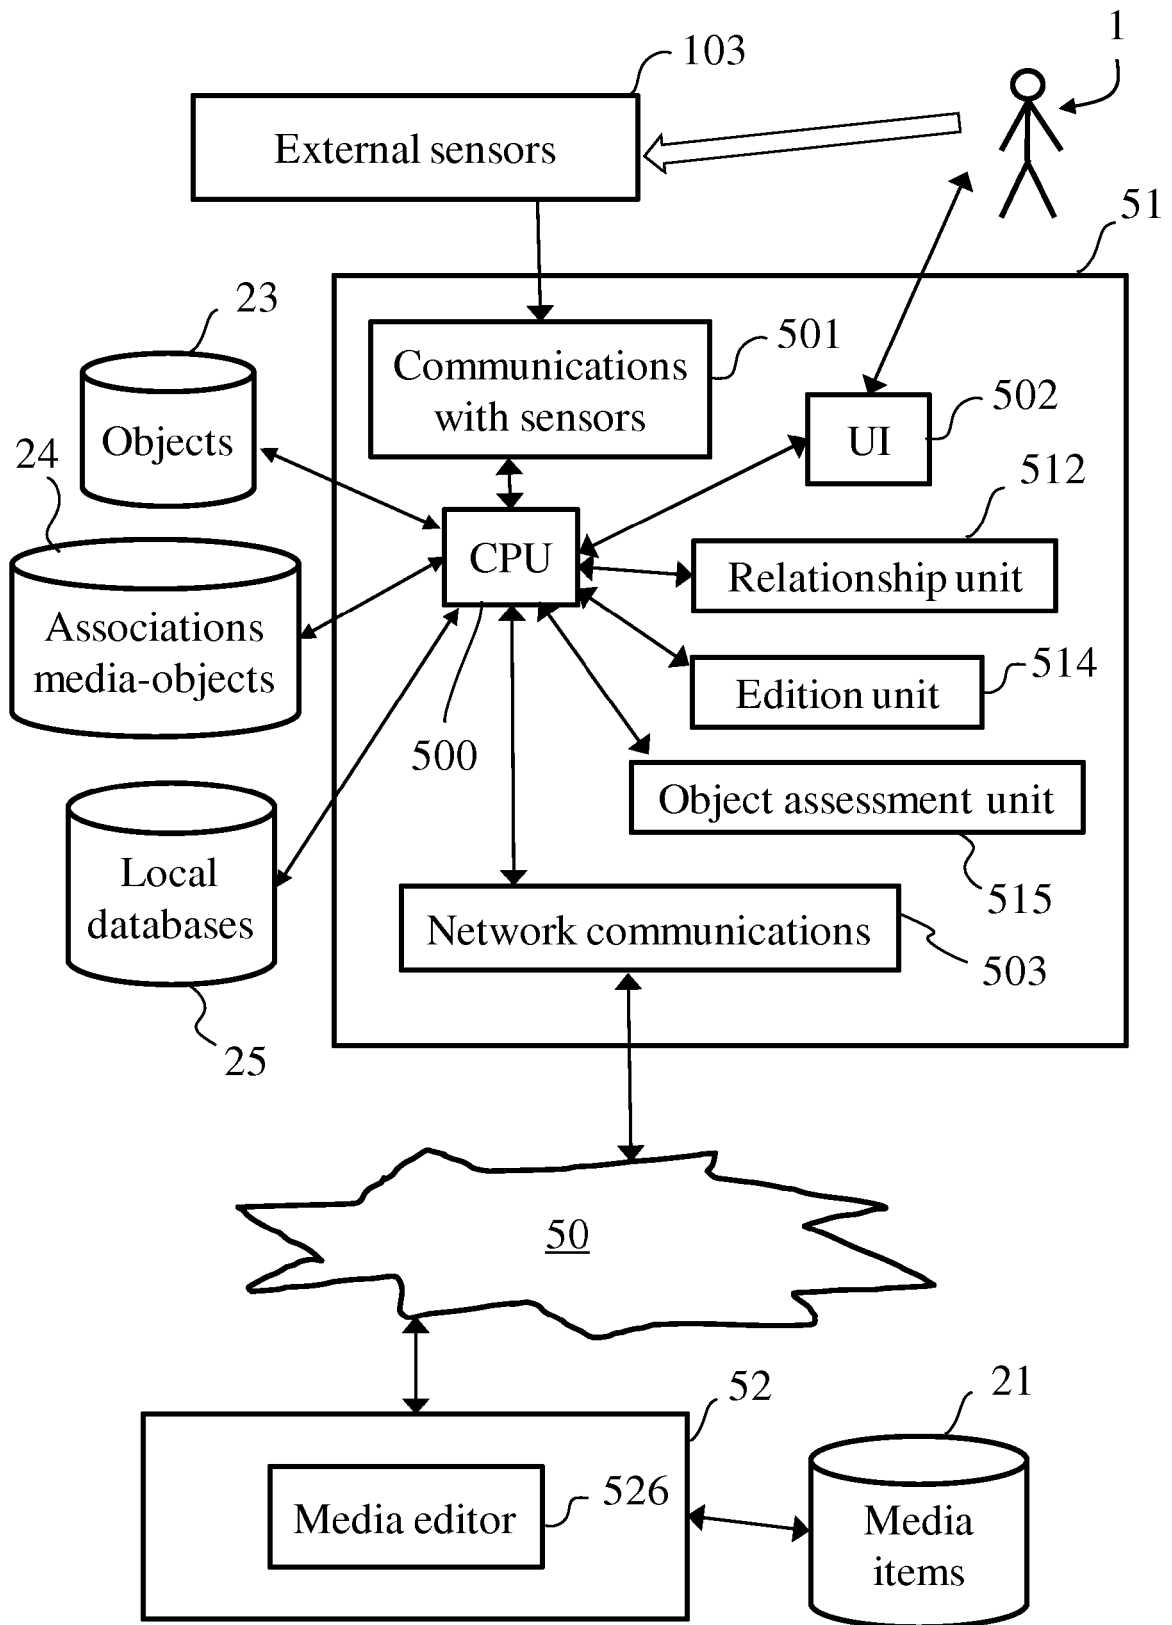 1
103
External sensors
51
23
501
Communications
with sensors
502
UI
Objects
24
512
CPU
Relationship unit
Associations
media-objects
514
Edition unit
500
Object assessment unit
Local
databases
515
Network communications
503
25
50
52
21
526
Media editor
Media
items